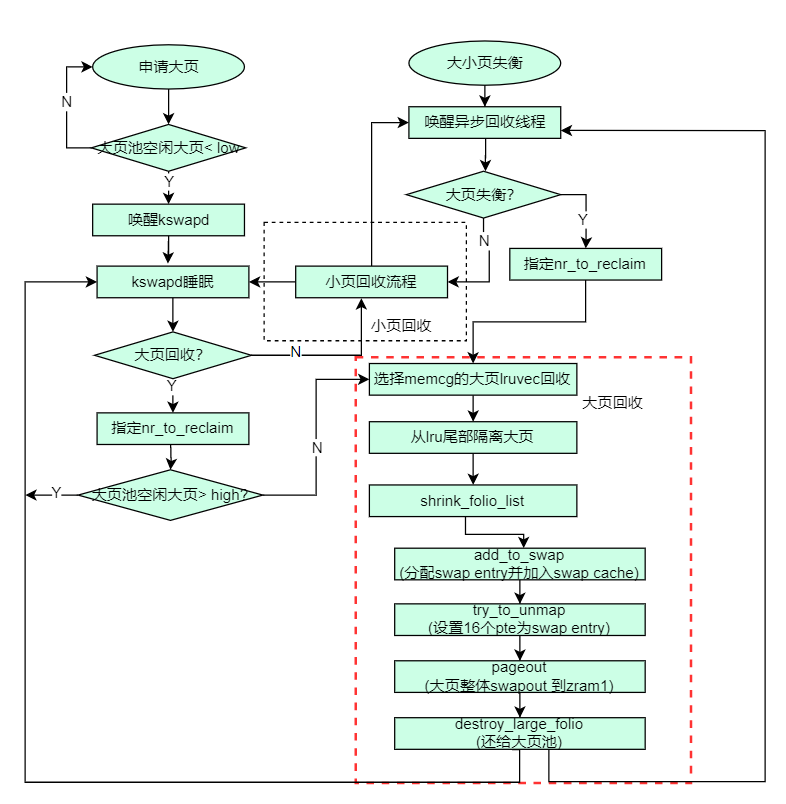 申请大页
N
大页池空闲大页< low
Y
唤醒kswapd
kswapd睡眠
大页回收?
N
Y
指定nr_to_reclaim
大页池空闲大页> high?
Y
N
小页回收流程
小页回收
大小页失衡
唤醒异步回收线程
大页失衡?
Y
N
指定nr_to_reclaim
选择memcg的大页lruvec回收
大页回收
从lru尾部隔离大页
shrink_folio_list
add_to_swap
(分配swap entry并加入swap cache)
try_to_unmap
(设置16个pte为swap entry)
pageout
(大页整体swapout 到zram1)
destroy_large_folio
(还给大页池)